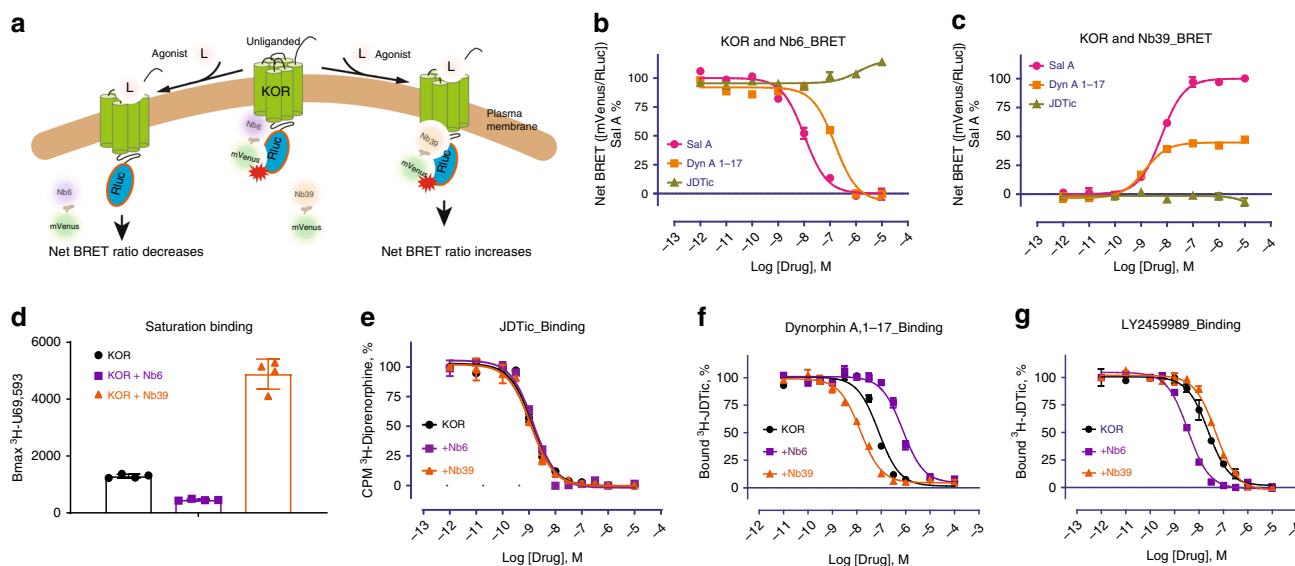 a
Agonist L
Unliganded
L Agonist
L
KOR
L
Plasma
membrane
Nb6
mVenus
Rluc
Nb39
mVenus
Rluc
Rluc
Nb6
mVenus
Nb39
mVenus
Net BRET ratio decreases
Net BRET ratio increases
b
KOR and Nb6_BRET
Net BRET ([mVenus/RLuc])
Sal A %
125
100
75
50
25
0
Sal A
Dyn A 1–17
JDTic
–13 –12 –11 –10 –9 –8 –7 –6 –5 –4
Log [Drug], M
c
KOR and Nb39_BRET
Net BRET ([mVenus/RLuc])
Sal A %
125
100
75
50
25
0
Sal A
Dyn A 1–17
JDTic
–13 –12 –11 –10 –9 –8 –7 –6 –5 –4
Log [Drug], M
d
Saturation binding
Bmax ³H-U69,593
6000
4000
2000
0
KOR
KOR + Nb6
KOR + Nb39
e
JDTic_Binding
CPM ³H-Diprenorphine, %
100
75
50
25
0
KOR
+Nb6
+Nb39
–13 –12 –11 –10 –9 –8 –7 –6 –5 –4
Log [Drug], M
f
Dynorphin A,1–17_Binding
Bound ³H-JDTic, %
125
100
75
50
25
0
KOR
+Nb6
+Nb39
–12 –11 –10 –9 –8 –7 –6 –5 –4 –3
Log [Drug], M
g
LY2459989_Binding
Bound ³H-JDTic, %
125
100
75
50
25
0
KOR
+Nb6
+Nb39
–13 –12 –11 –10 –9 –8 –7 –6 –5 –4
Log [Drug], M